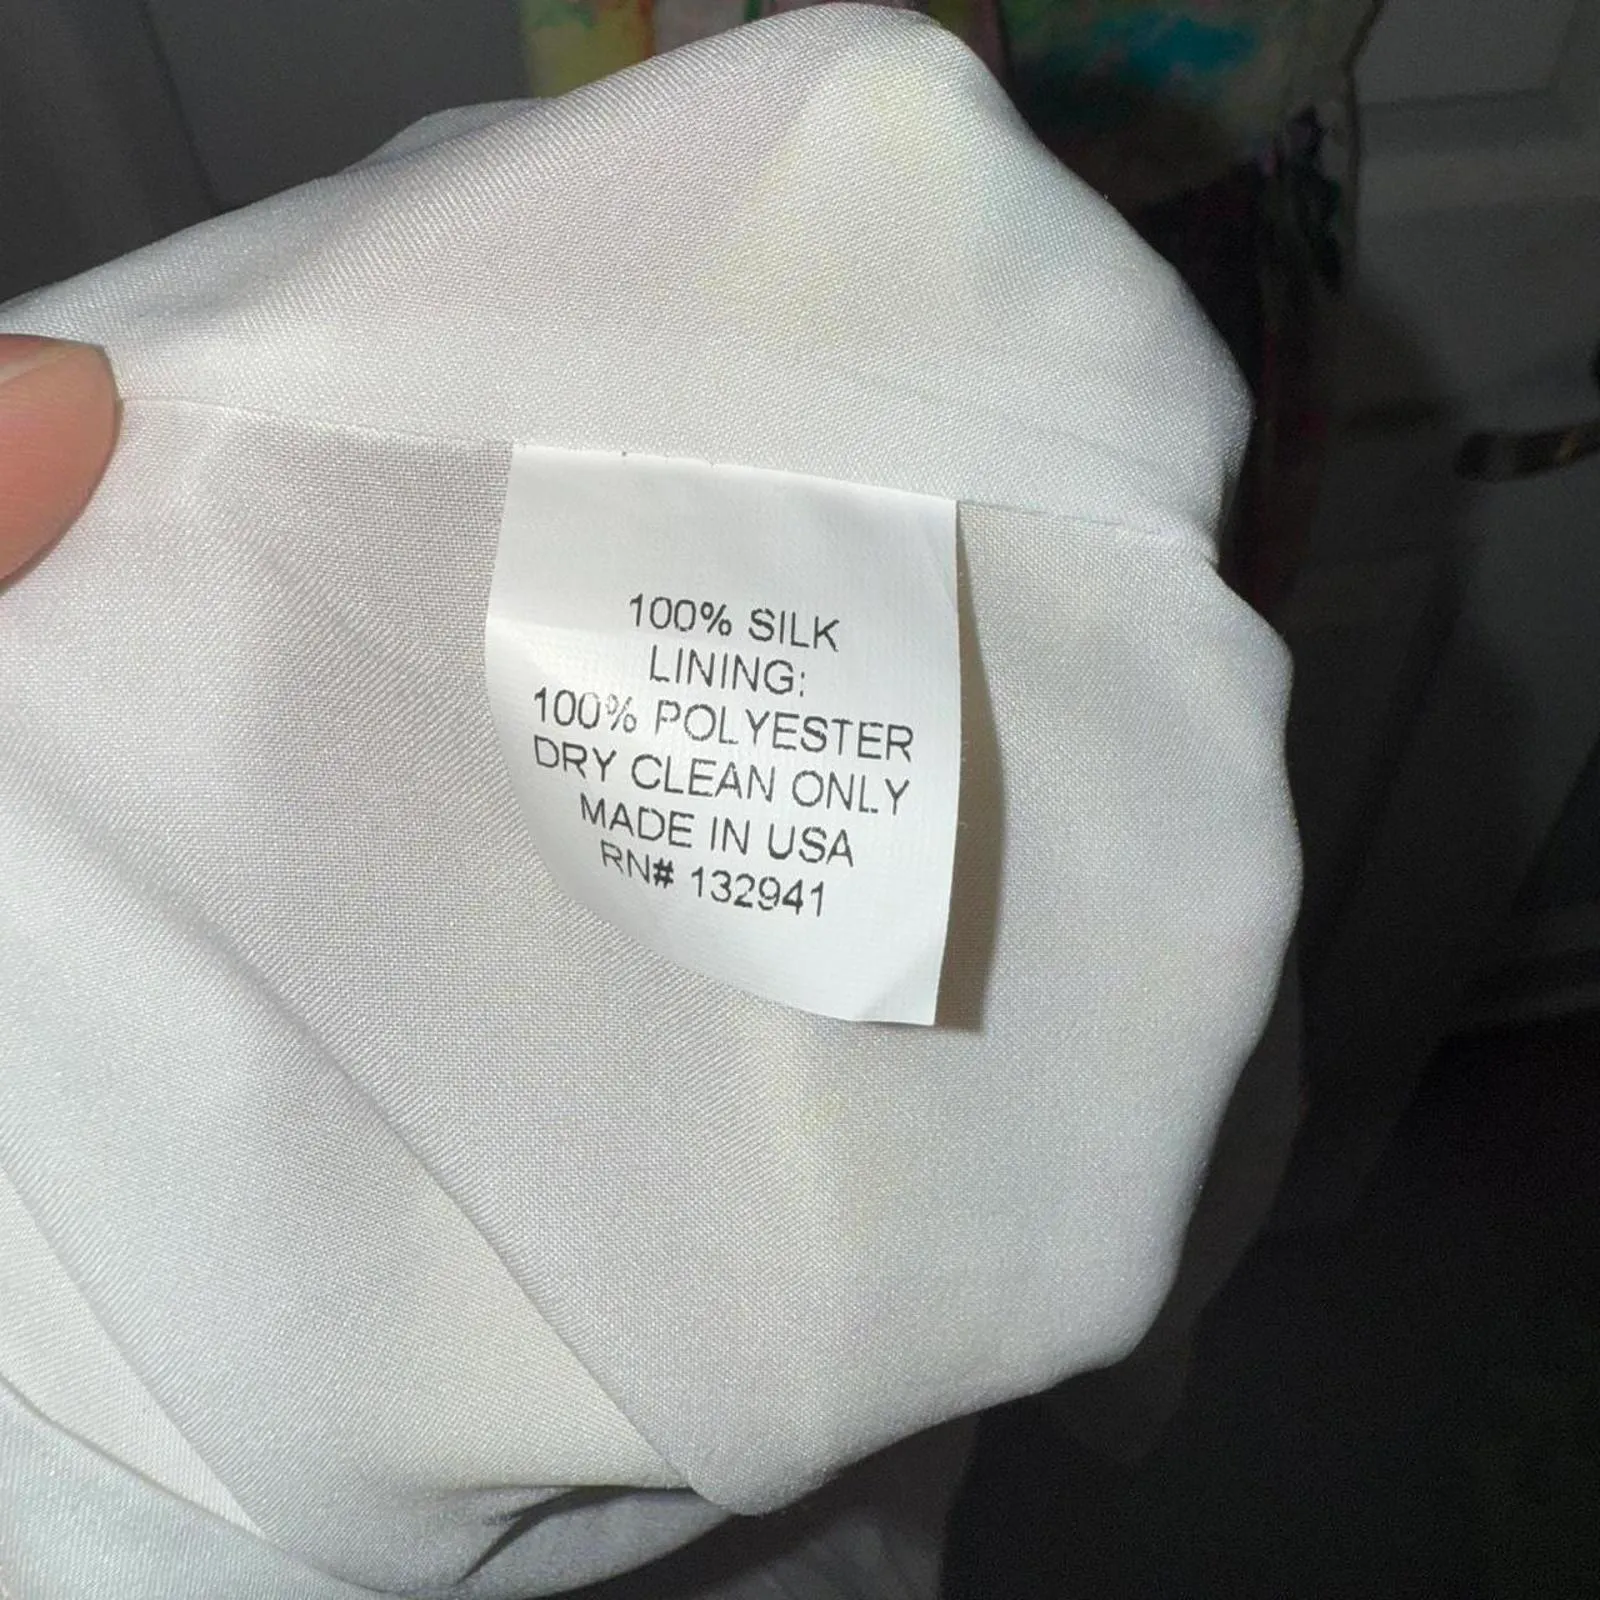 100% SILK
LINING:
100% POLYESTER
DRY CLEAN ONLY
MADE IN USA
RN# 132941